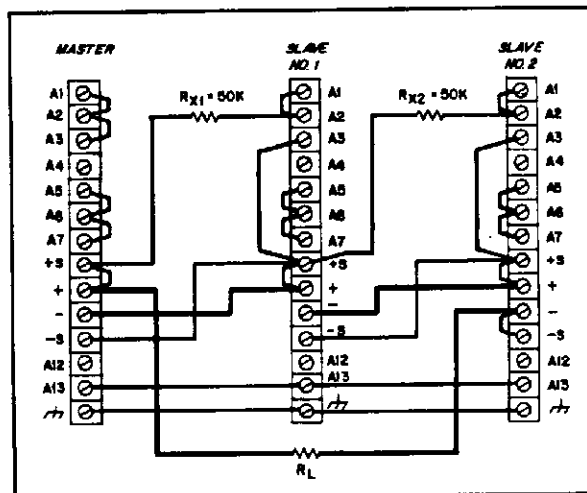 MASTER
A1
A2
A3
A4
A5
A6
A7
+S
+
-
-S
A12
A13
RX1 = 50K
SLAVE
NO. 1
A1
A2
A3
A4
A5
A6
A7
+S
+
-
-S
A12
A13
RX2 = 50K
SLAVE
NO. 2
A1
A2
A3
A4
A5
A6
A7
+S
+
-
-S
A12
A13
RL